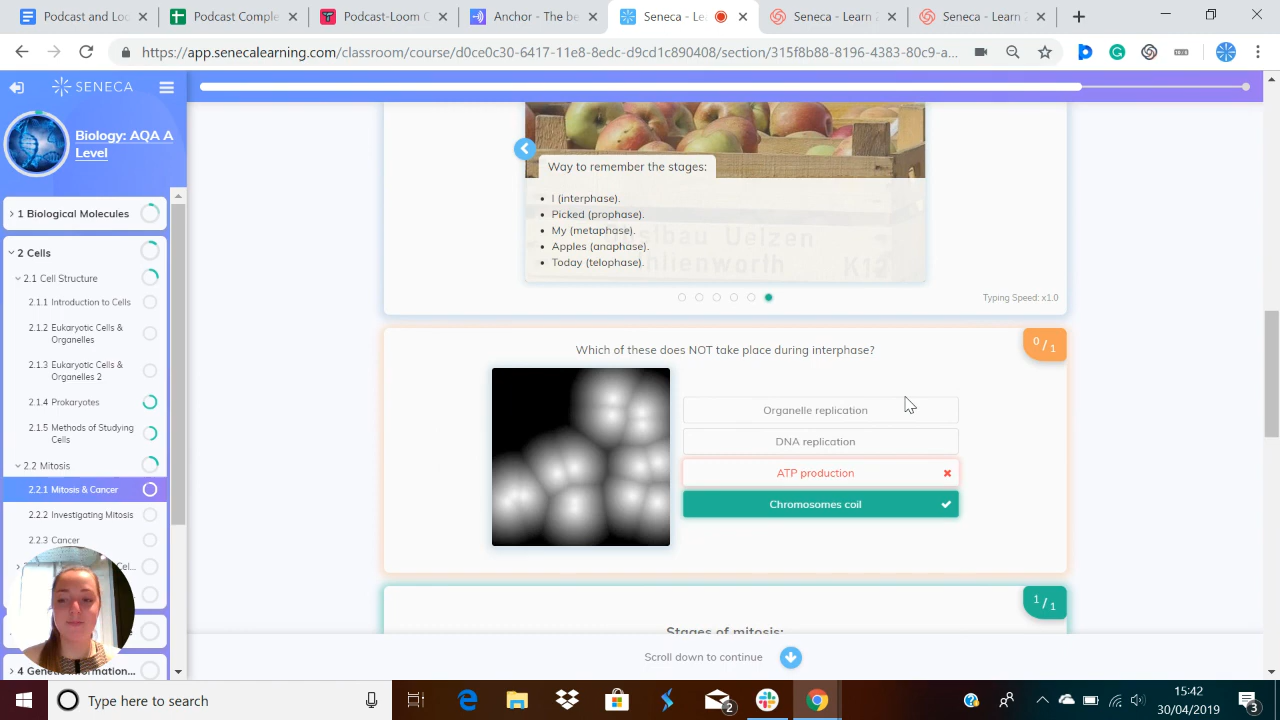 Podcast and Loc
Podcast Comple
Podcast-Loom C
Anchor - The be
Seneca - Le
Seneca - Learn
Seneca - Learn
https://app.senecalearning.com/classroom/course/d0ce0c30-6417-11e8-8edc-d9cd1c890408/section/315f8b88-8196-4383-80c9-a...
SENECA
Biology: AQA A
Level
1 Biological Molecules
2 Cells
2.1 Cell Structure
2.1.1 Introduction to Cells
2.1.2 Eukaryotic Cells &
Organelles
2.1.3 Eukaryotic Cells &
Organelles 2
2.1.4 Prokaryotes
2.1.5 Methods of Studying
Cells
2.2 Mitosis
2.2.1 Mitosis & Cancer
2.2.2 Investigating Mitosis
2.2.3 Cancer
Cel...
4 Genetic Information...
Way to remember the stages:
• I (interphase).
• Picked (prophase).
• My (metaphase).
• Apples (anaphase).
• Today (telophase).
Uelzen
K12
Typing Speed: x1.0
Which of these does NOT take place during interphase?
0 / 1
Organelle replication
DNA replication
ATP production
Chromosomes coil
1 / 1
Stages of mitosis:
Scroll down to continue
Type here to search
2
15:42
30/04/2019
3